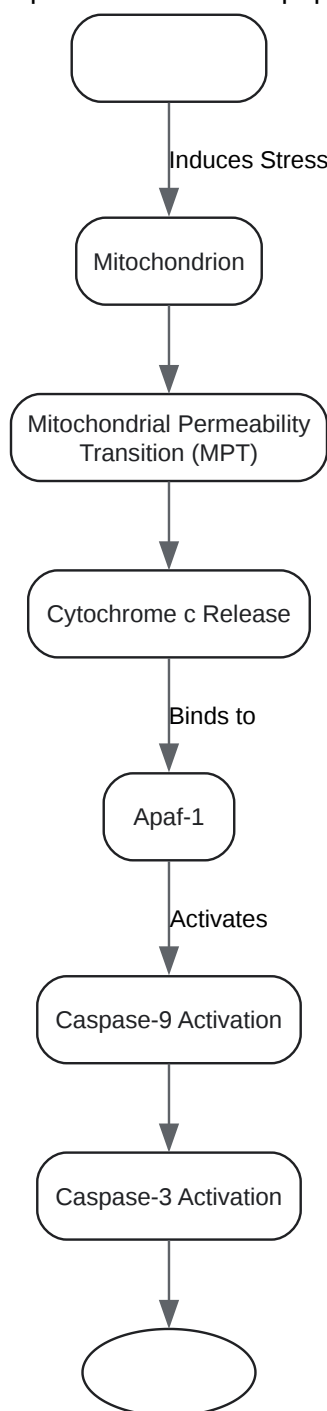 Induces Stress
Mitochondrion
Mitochondrial Permeability
Transition (MPT)
Cytochrome c Release
Binds to
Apaf-1
Activates
Caspase-9 Activation
Caspase-3 Activation